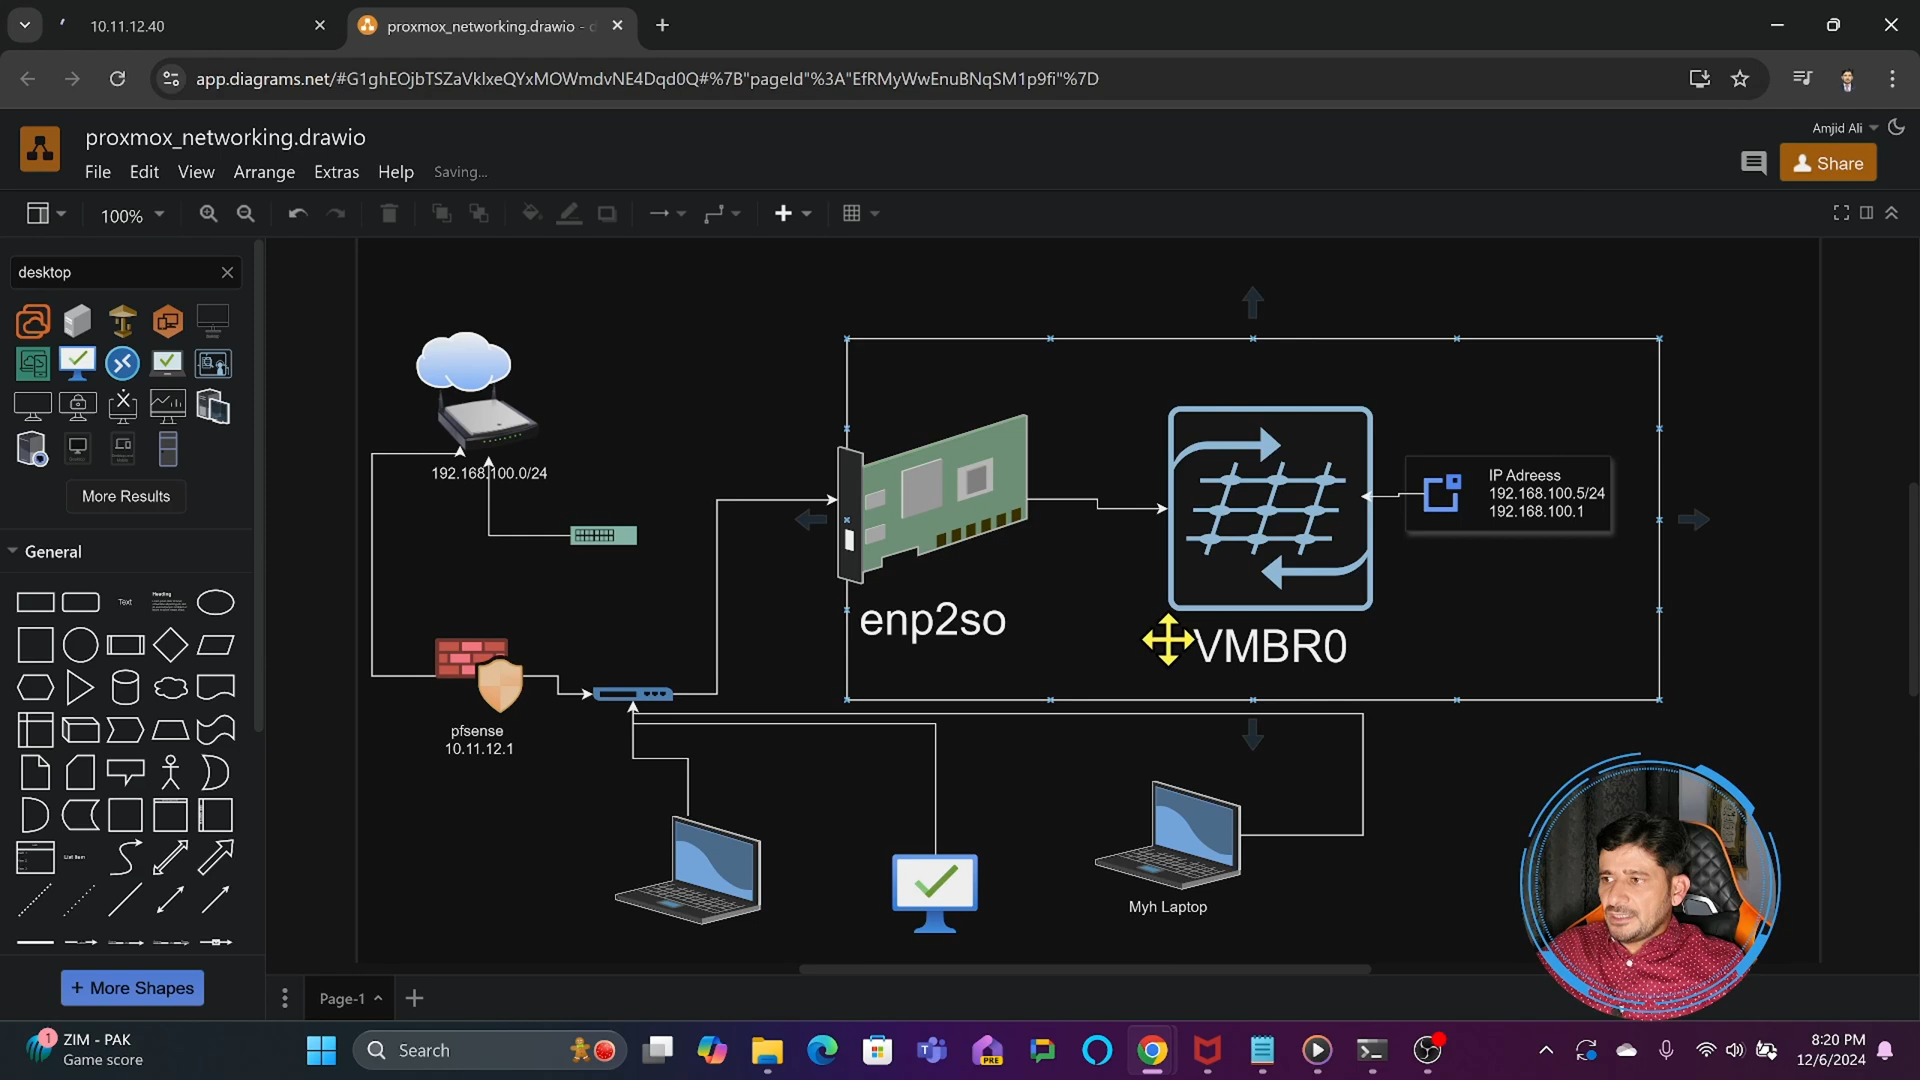 10.11.12.40
proxmox_networking.drawio - d
app.diagrams.net/#G1ghEOjbTSZaVkIxeQYxMOWmdvNE4Dqd0Q#%7B"pageId"%3A"EfRMyWwEnuBNqSM1p9fi"%7D
proxmox_networking.drawio
Amjid Ali
File Edit View Arrange Extras Help Saving...
Share
100%
desktop
More Results
General
Text
Heading
List Item
+ More Shapes
192.168.100.0/24
IP Adreess
192.168.100.5/24
192.168.100.1
enp2so
VMBR0
pfsense
10.11.12.1
Myh Laptop
Page-1
1
ZIM - PAK
Game score
Search
PRE
8:20 PM
12/6/2024